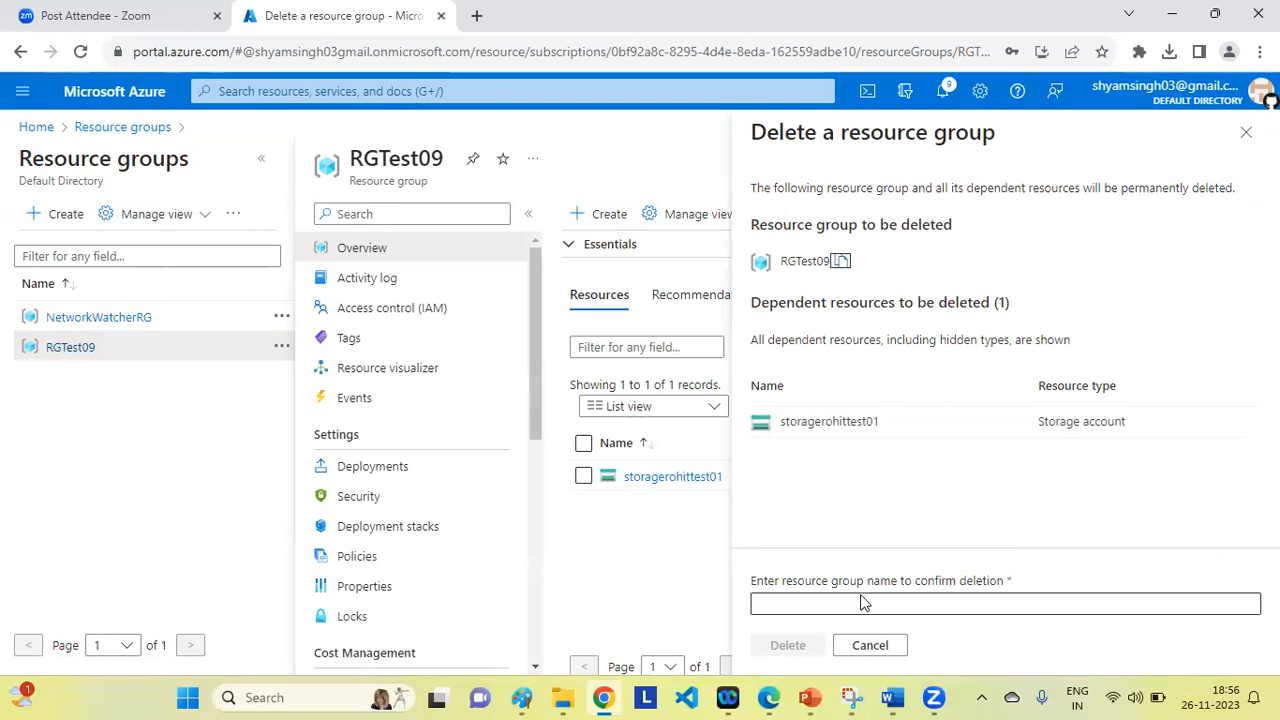 Post Attendee - Zoom
Delete a resource group - Micro
portal.azure.com/#@shyamsingh03gmail.onmicrosoft.com/resource/subscriptions/0bf92a8c-8295-4d4e-8eda-162559adbe10/resourceGroups/RGT...
Microsoft Azure
Search resources, services, and docs (G+/)
9
shyamsingh03@gmail.c...
DEFAULT DIRECTORY
Home > Resource groups >
Resource groups
Default Directory
Create
Manage view
Filter for any field...
Name
NetworkWatcherRG
RGTest09
< Page 1 of 1 >
RGTest09
Resource group
Search
Overview
Activity log
Access control (IAM)
Tags
Resource visualizer
Events
Settings
Deployments
Security
Deployment stacks
Policies
Properties
Locks
Cost Management
Create
Manage view
Essentials
Resources
Recommenda
Filter for any field...
Showing 1 to 1 of 1 records.
List view
Name
storagerohittest01
< Page 1 of 1
Delete a resource group
The following resource group and all its dependent resources will be permanently deleted.
Resource group to be deleted
RGTest09
Dependent resources to be deleted (1)
All dependent resources, including hidden types, are shown
Name Resource type
storagerohittest01 Storage account
Enter resource group name to confirm deletion *
Delete
Cancel
1
Search
ENG
IN
18:56
26-11-2023